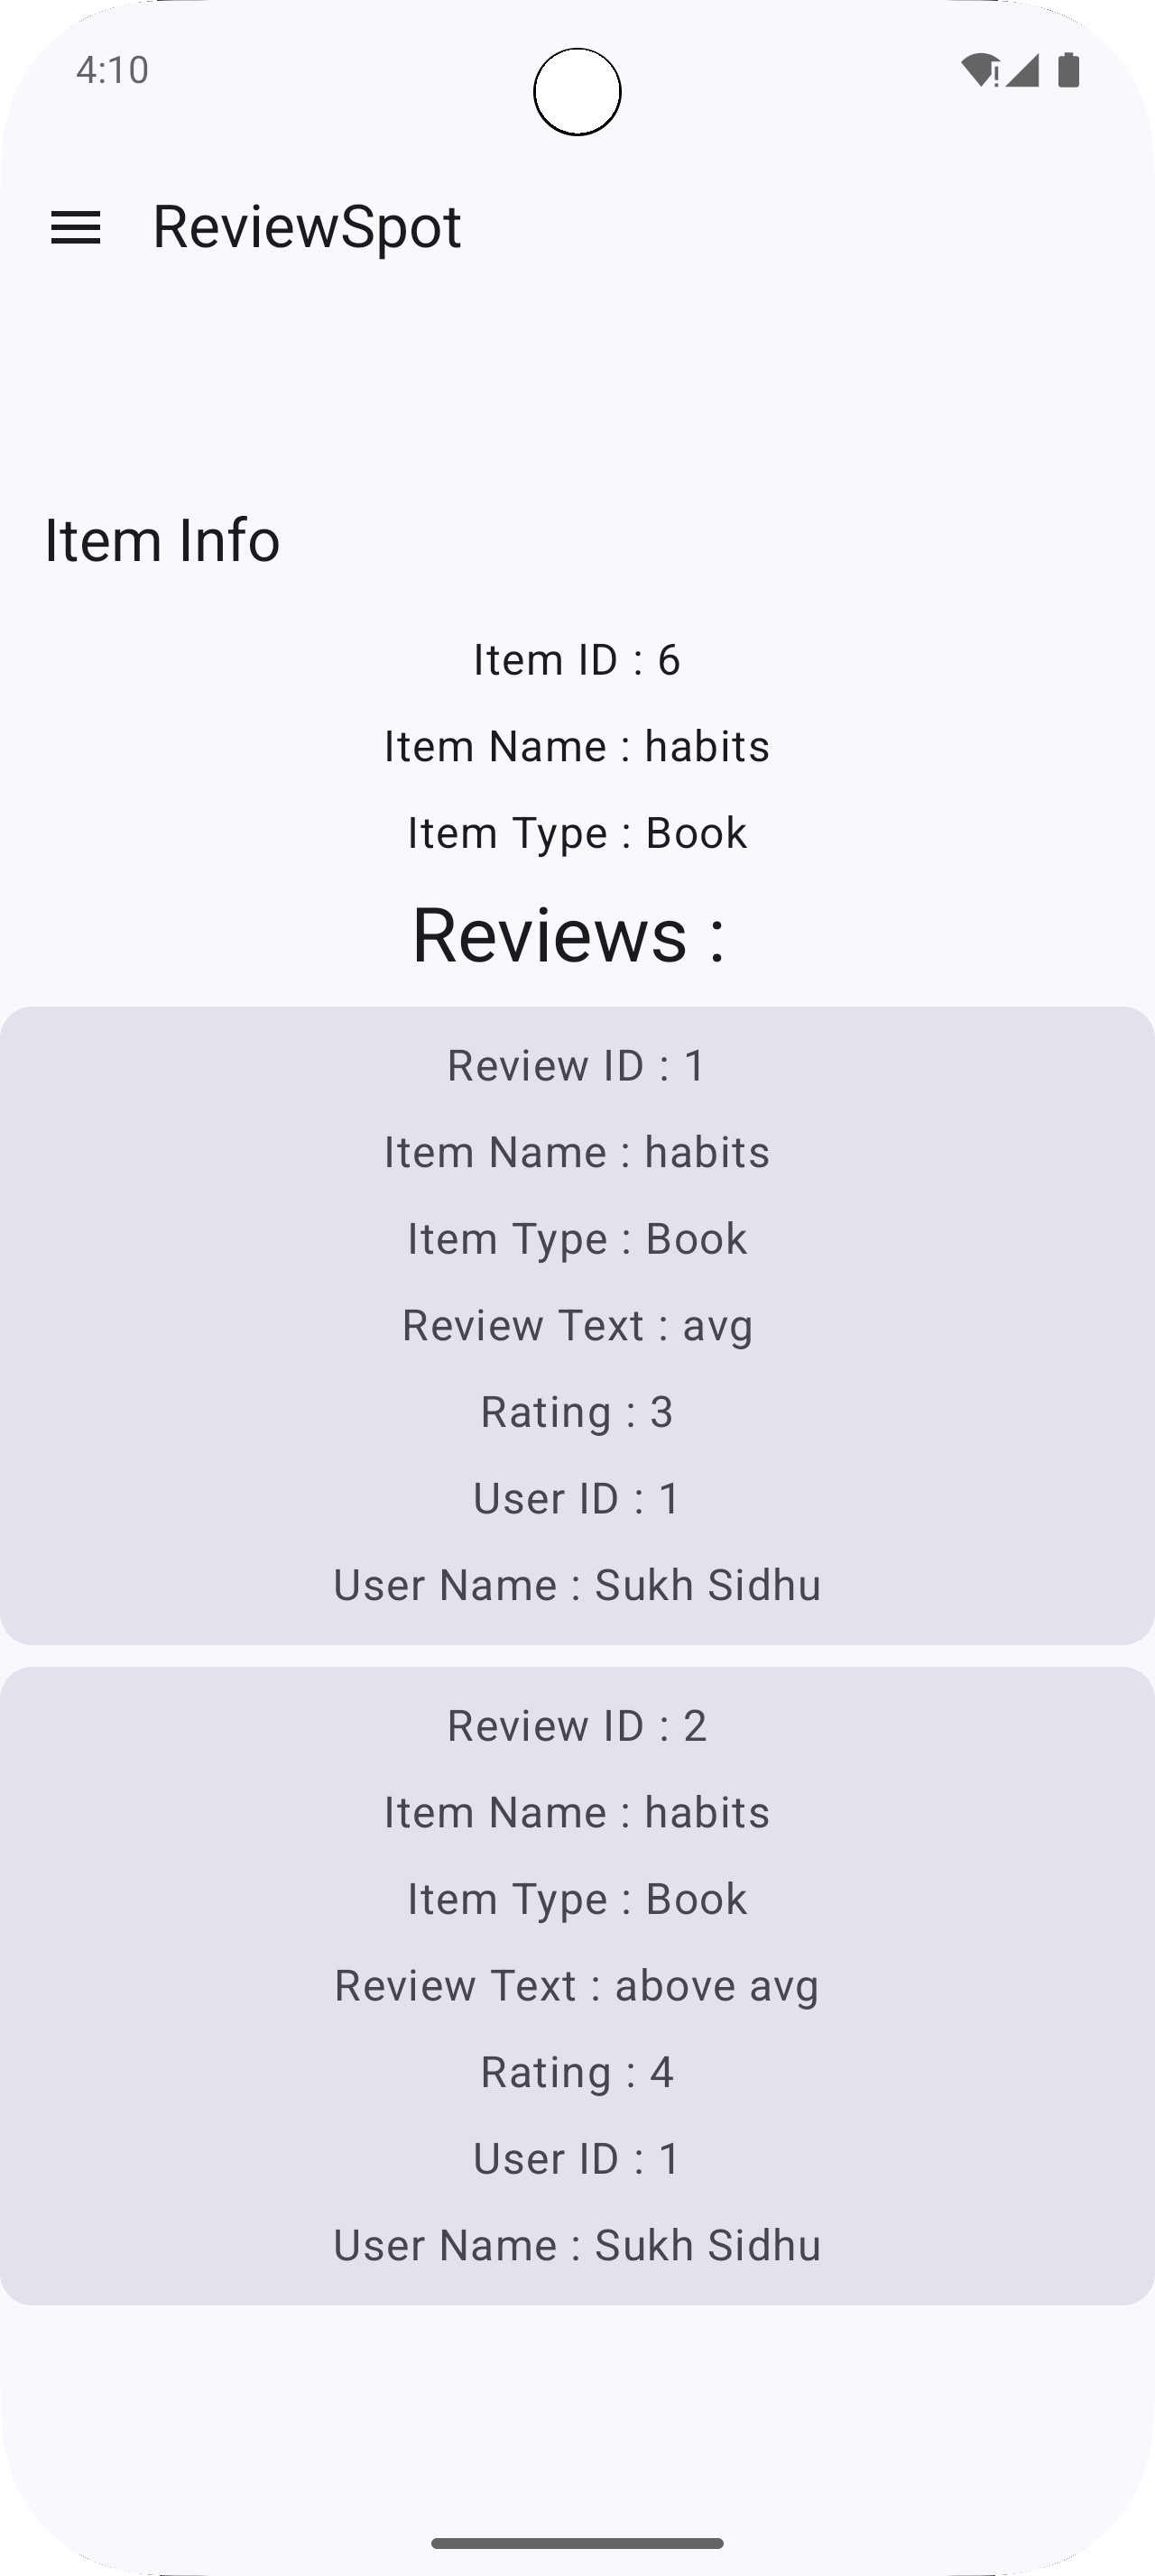 4:10
ReviewSpot
Item Info
Item ID : 6
Item Name : habits
Item Type : Book
Reviews :
Review ID : 1
Item Name : habits
Item Type : Book
Review Text : avg
Rating : 3
User ID : 1
User Name : Sukh Sidhu
Review ID : 2
Item Name : habits
Item Type : Book
Review Text : above avg
Rating : 4
User ID : 1
User Name : Sukh Sidhu